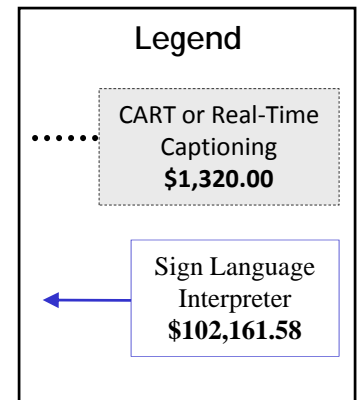 Legend
CART or Real-Time
Captioning
$1,320.00
Sign Language
Interpreter
$102,161.58